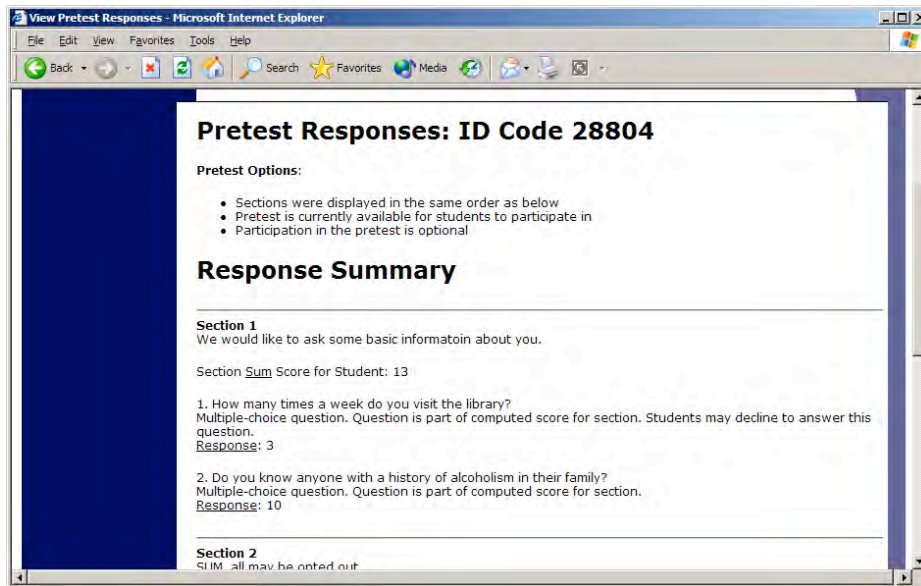 View Pretest Responses - Microsoft Internet Explorer
File Edit View Favorites Tools Help
Back Search Favorites Media
Pretest Responses: ID Code 28804
Pretest Options:
• Sections were displayed in the same order as below
• Pretest is currently available for students to participate in
• Participation in the pretest is optional
Response Summary
Section 1
We would like to ask some basic informatoin about you.
Section Sum Score for Student: 13
1. How many times a week do you visit the library?
Multiple-choice question. Question is part of computed score for section. Students may decline to answer this
question.
Response: 3
2. Do you know anyone with a history of alcoholism in their family?
Multiple-choice question. Question is part of computed score for section.
Response: 10
Section 2
SUM, all may be opted out